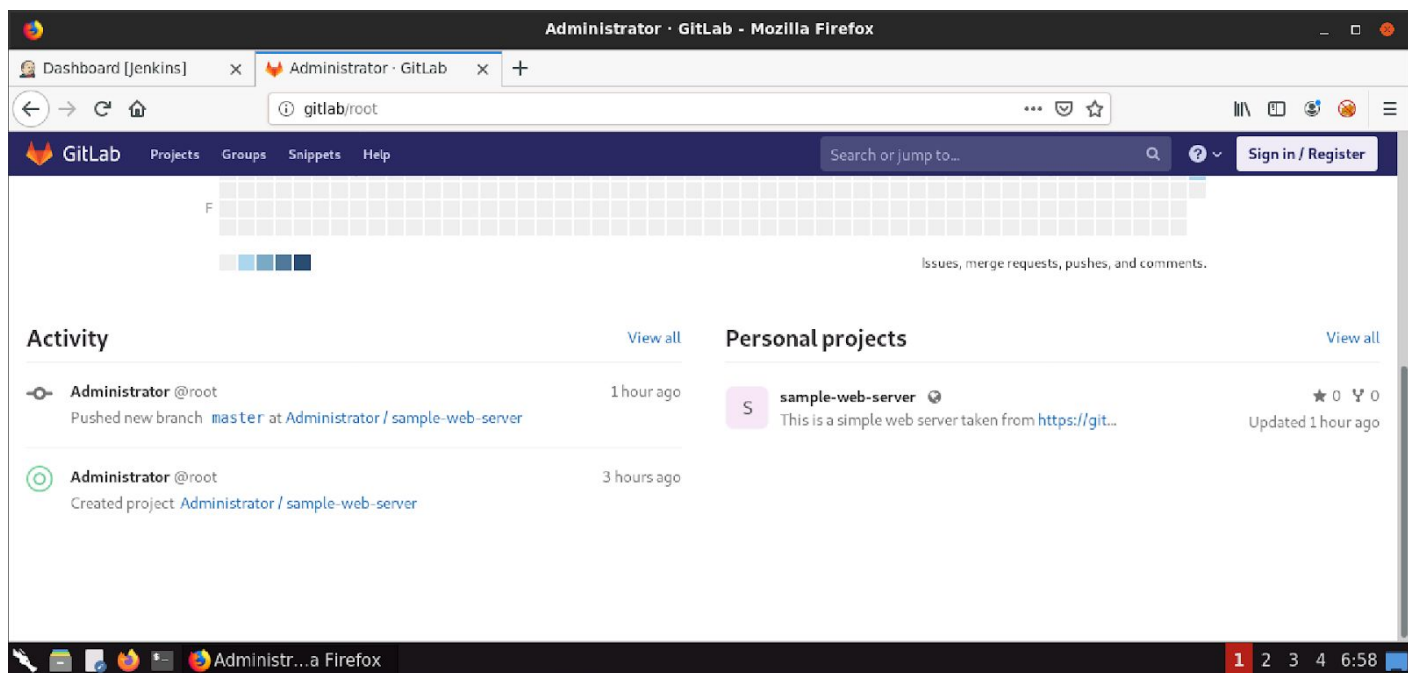 Administrator · GitLab - Mozilla Firefox
Dashboard [Jenkins]
Administrator · GitLab
gitlab/root
GitLab Projects Groups Snippets Help Search or jump to... Sign in / Register
F
Issues, merge requests, pushes, and comments.
Activity View all
Administrator @root 1 hour ago
Pushed new branch master at Administrator / sample-web-server
Administrator @root 3 hours ago
Created project Administrator / sample-web-server
Personal projects View all
S
sample-web-server 0 0
This is a simple web server taken from https://git... Updated 1 hour ago
Administr...a Firefox 1 2 3 4 6:58